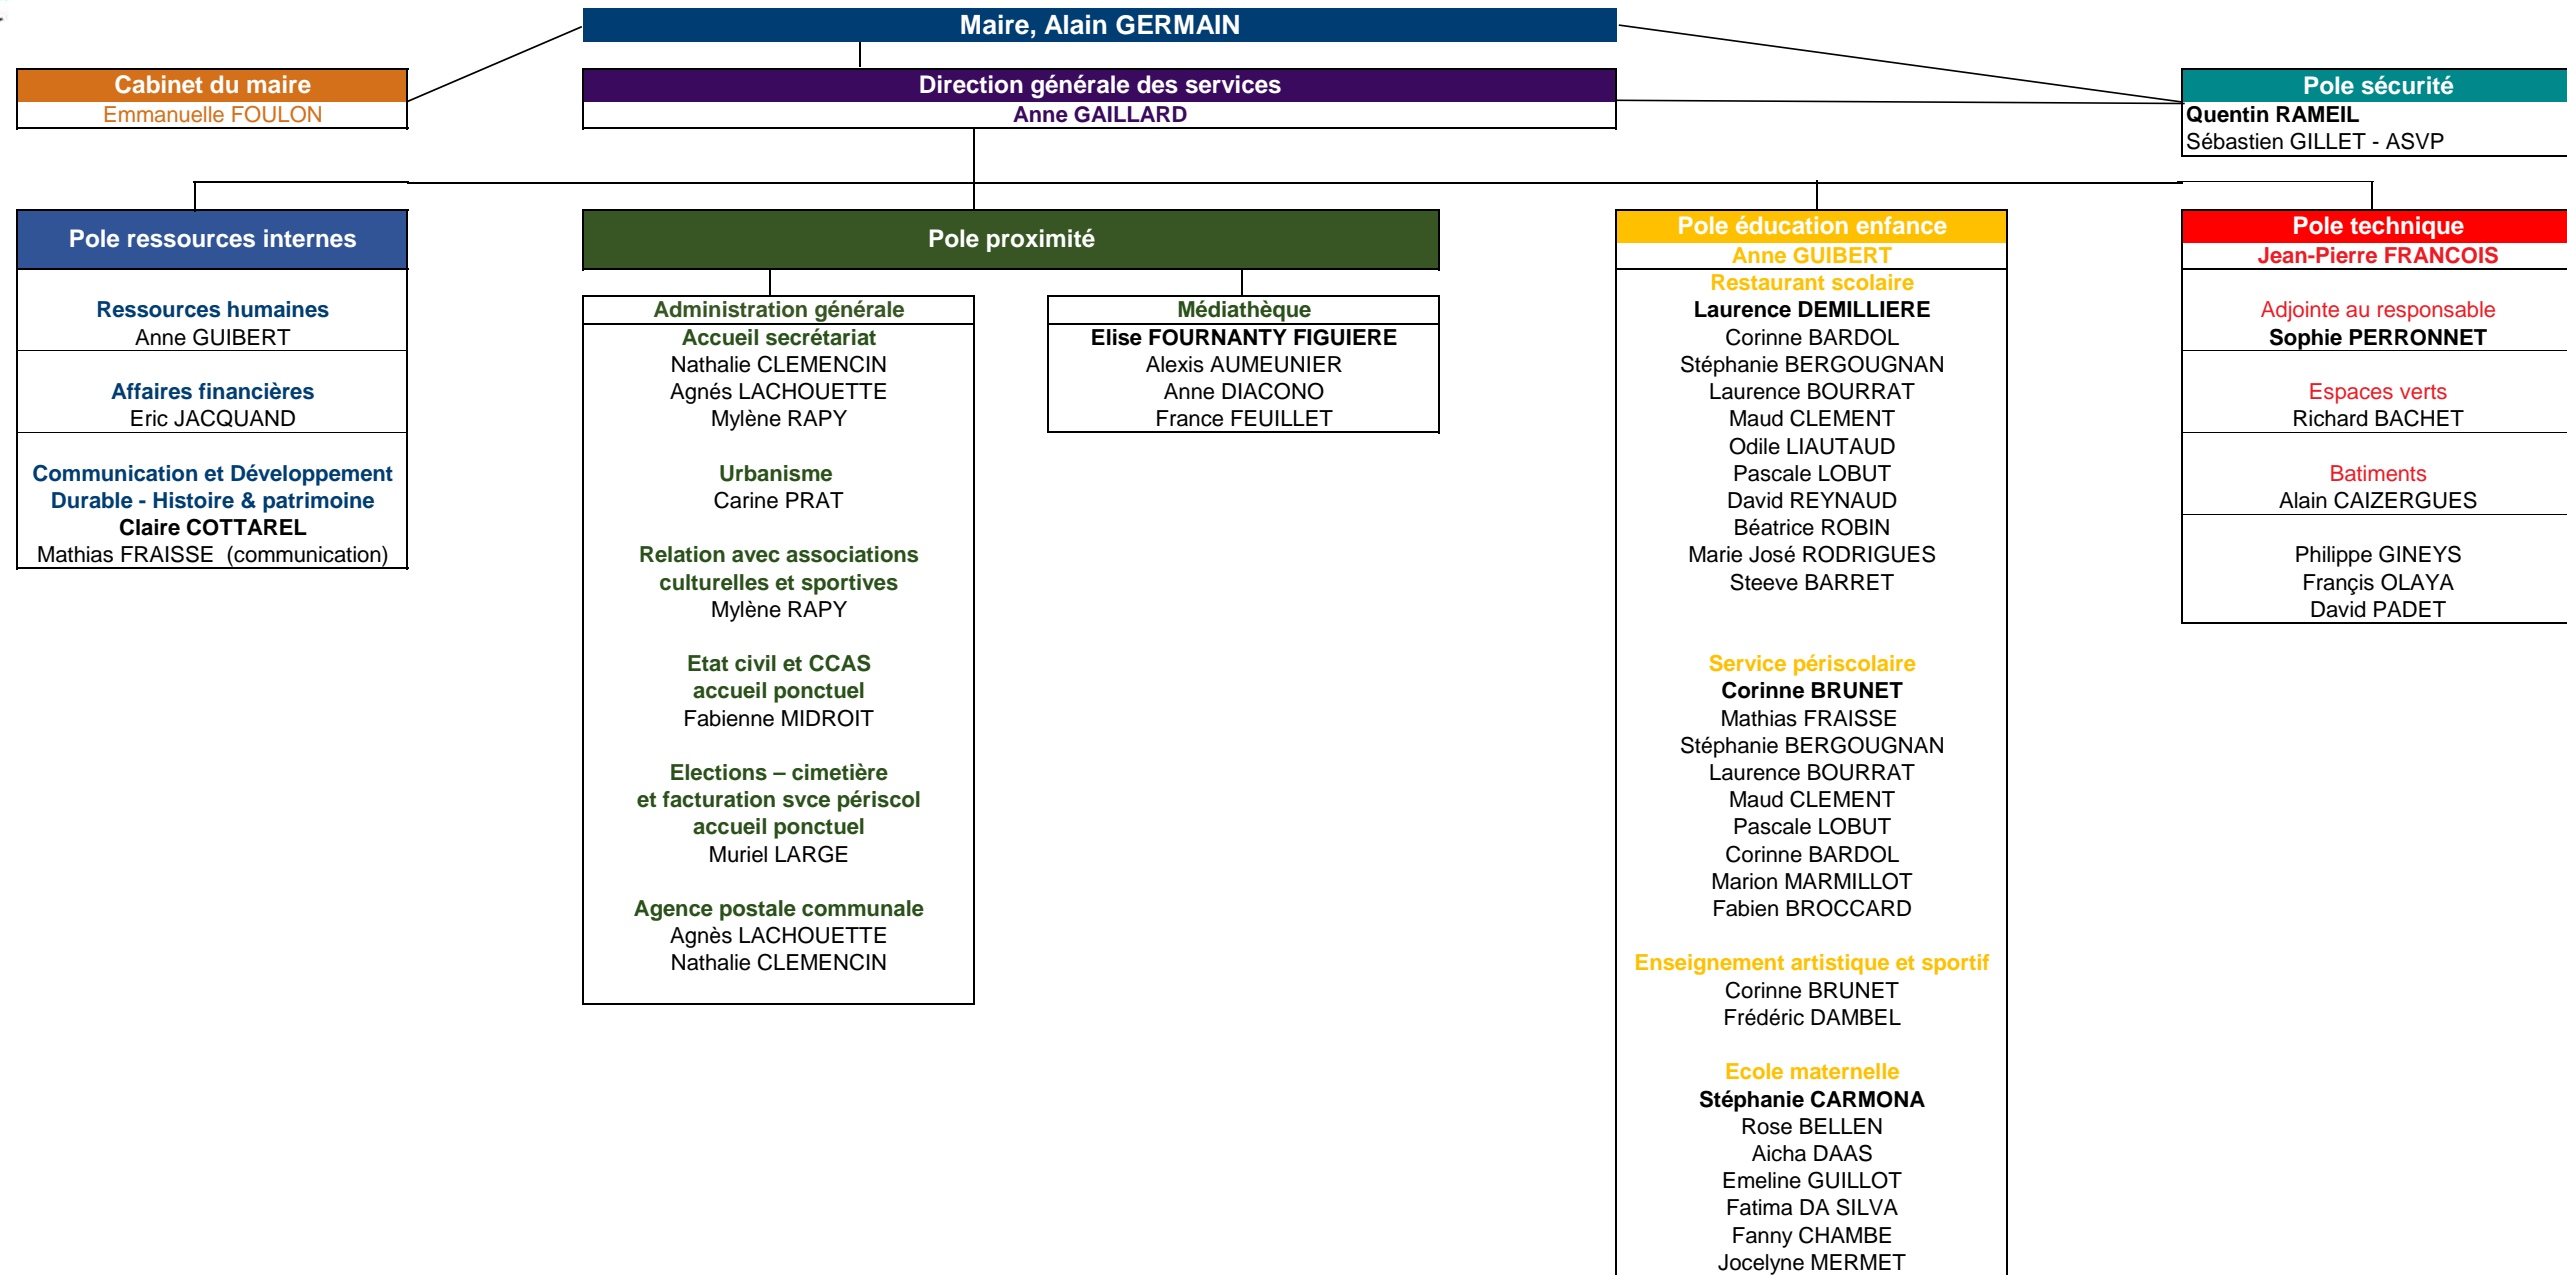 Maire, Alain GERMAIN
Cabinet du maire
Emmanuelle FOULON
Direction générale des services
Anne GAILLARD
Pole sécurité
Quentin RAMEIL
Sébastien GILLET - ASVP
Pole ressources internes
Ressources humaines
Anne GUIBERT
Affaires financières
Eric JACQUAND
Communication et Développement
Durable - Histoire & patrimoine
Claire COTTAREL
Mathias FRAISSE (communication)
Pole proximité
Administration générale
Accueil secrétariat
Nathalie CLEMENCIN
Agnés LACHOUETTE
Mylène RAPY
Urbanisme
Carine PRAT
Relation avec associations
culturelles et sportives
Mylène RAPY
Etat civil et CCAS
accueil ponctuel
Fabienne MIDROIT
Elections – cimetière
et facturation svce périscol
accueil ponctuel
Muriel LARGE
Agence postale communale
Agnès LACHOUETTE
Nathalie CLEMENCIN
Médiathèque
Elise FOURNANTY FIGUIERE
Alexis AUMEUNIER
Anne DIACONO
France FEUILLET
Pole éducation enfance
Anne GUIBERT
Restaurant scolaire
Laurence DEMILLIERE
Corinne BARDOL
Stéphanie BERGOUGNAN
Laurence BOURRAT
Maud CLEMENT
Odile LIAUTAUD
Pascale LOBUT
David REYNAUD
Béatrice ROBIN
Marie José RODRIGUES
Steeve BARRET
Service périscolaire
Corinne BRUNET
Mathias FRAISSE
Stéphanie BERGOUGNAN
Laurence BOURRAT
Maud CLEMENT
Pascale LOBUT
Corinne BARDOL
Marion MARMILLOT
Fabien BROCCARD
Enseignement artistique et sportif
Corinne BRUNET
Frédéric DAMBEL
Ecole maternelle
Stéphanie CARMONA
Rose BELLEN
Aicha DAAS
Emeline GUILLOT
Fatima DA SILVA
Fanny CHAMBE
Jocelyne MERMET
Pole technique
Jean-Pierre FRANCOIS
Adjointe au responsable
Sophie PERRONNET
Espaces verts
Richard BACHET
Batiments
Alain CAIZERGUES
Philippe GINEYS
Françis OLAYA
David PADET